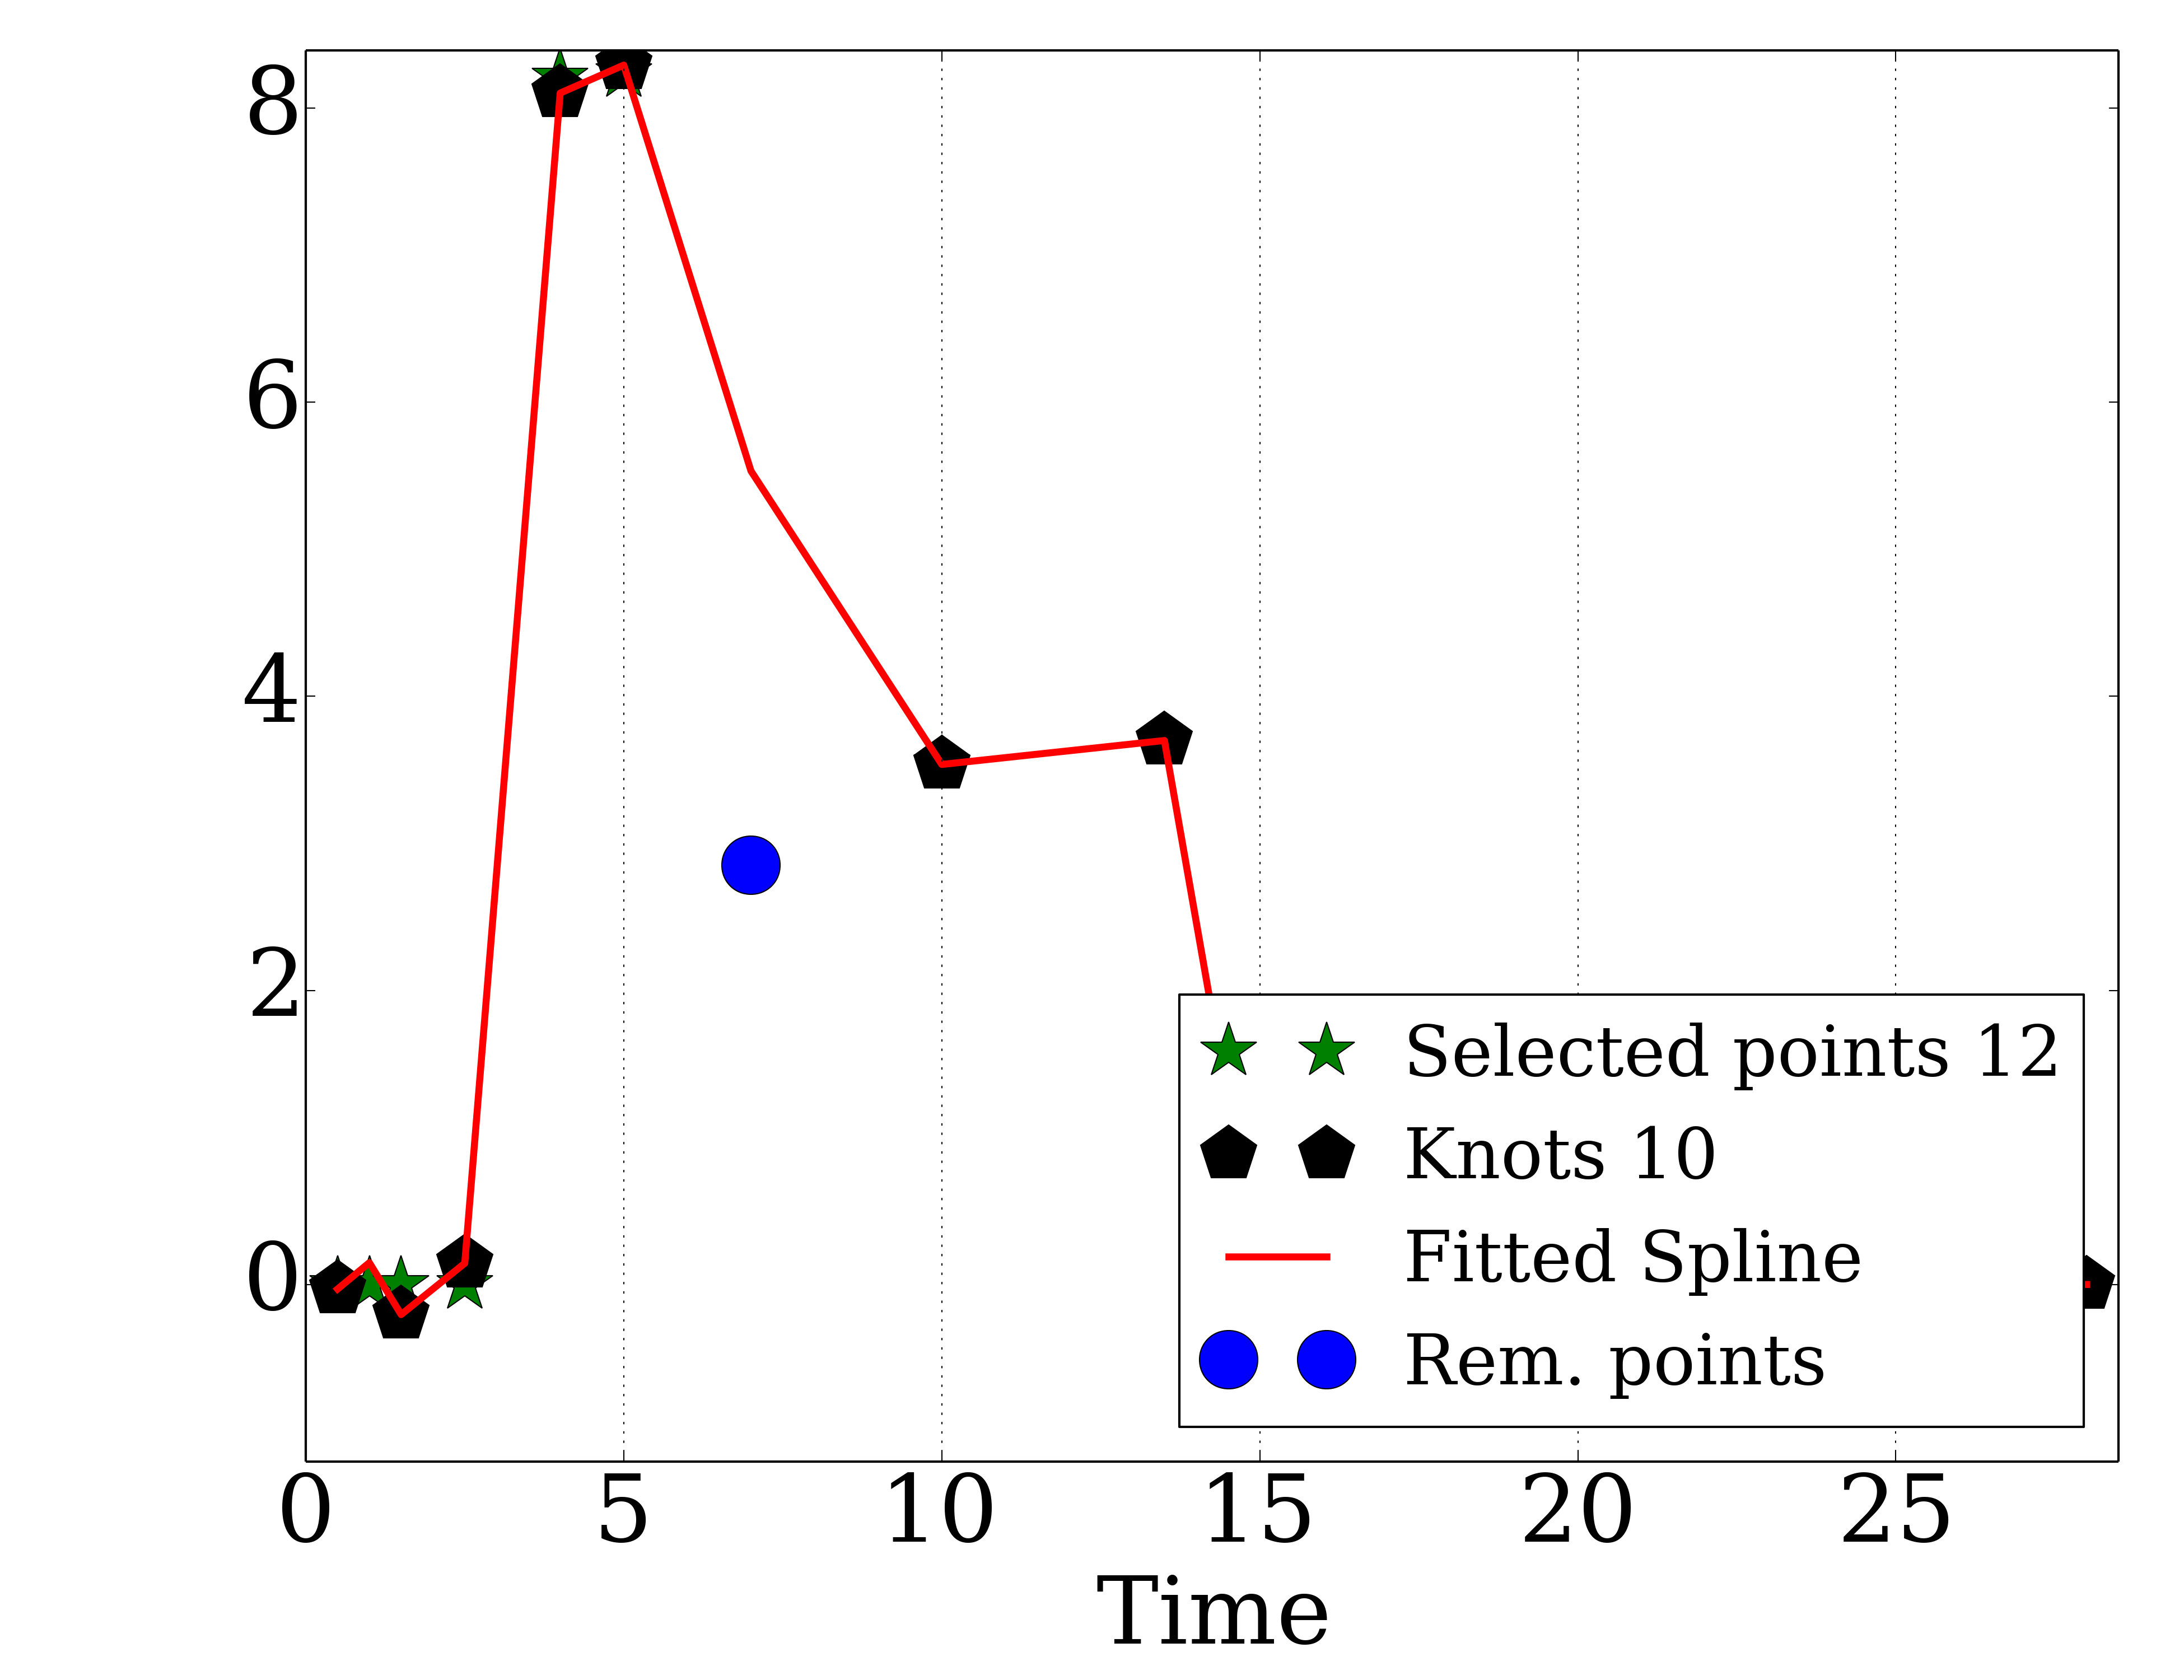 8
6
4
2
0
0 5 10 15 20 25
Time
Selected points 12
Knots 10
Fitted Spline
Rem. points